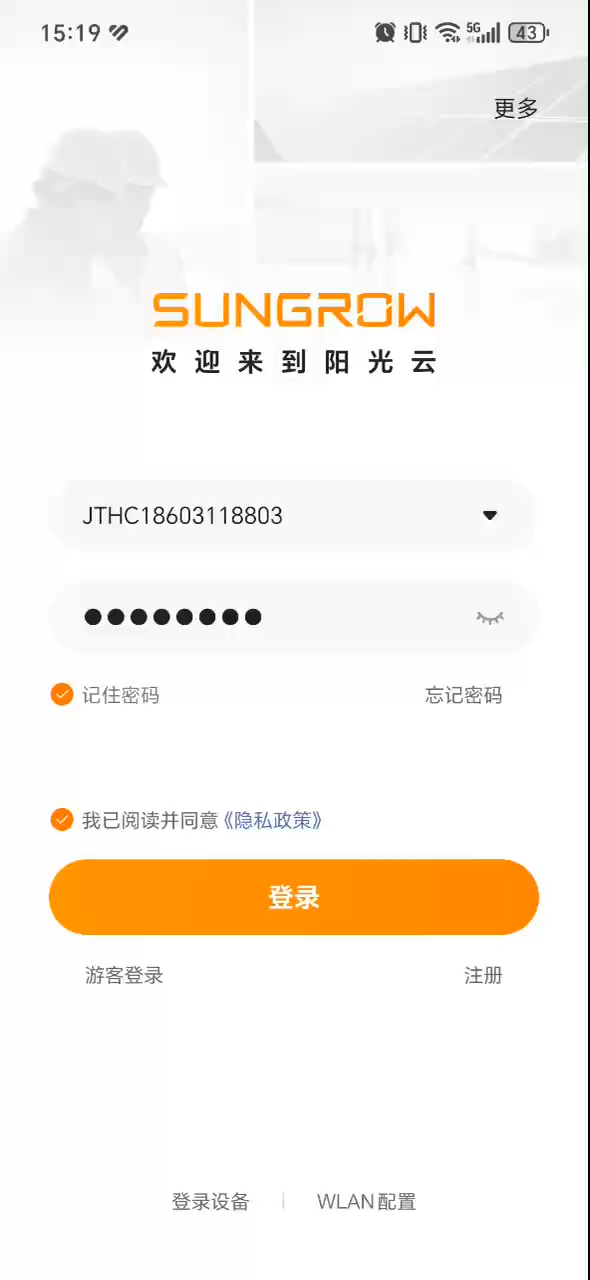 15:19 5G 43
更多
SUNGROW
欢迎来到阳光云
JTHC18603118803
记住密码 忘记密码
我已阅读并同意《隐私政策》
登录
游客登录 注册
登录设备 WLAN配置